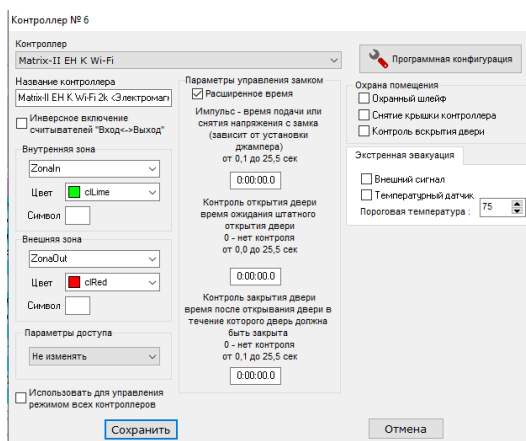 Контроллер № 6
Контроллер
Matrix-II EH K Wi-Fi
Программная конфигурация
Название контроллера
Matrix-II EH K Wi-Fi 2k <Электромагн
Инверсное включение
считывателей "Вход<->Выход"
Внутренняя зона
ZonaIn
Цвет
clLime
Символ
Внешняя зона
ZonaOut
Цвет
clRed
Символ
Параметры доступа
Не изменять
Использовать для управления
режимом всех контроллеров
Параметры управления замком
Расширенное время
Импульс - время подачи или
снятия напряжения с замка
(зависит от установки
джампера)
от 0,1 до 25,5 сек
0:00:00.0
Контроль открытия двери
время ожидания штатного
открытия двери
0 - нет контроля
от 0,0 до 25,5 сек
0:00:00.0
Контроль закрытия двери
время после открывания двери в
течение которого дверь должна
быть закрыта
0 - нет контроля
от 0,1 до 25,5 сек
0:00:00.0
Охрана помещения
Охранный шлейф
Снятие крышки контроллера
Контроль вскрытия двери
Экстренная эвакуация
Внешний сигнал
Температурный датчик
Пороговая температура :
75
Сохранить
Отмена